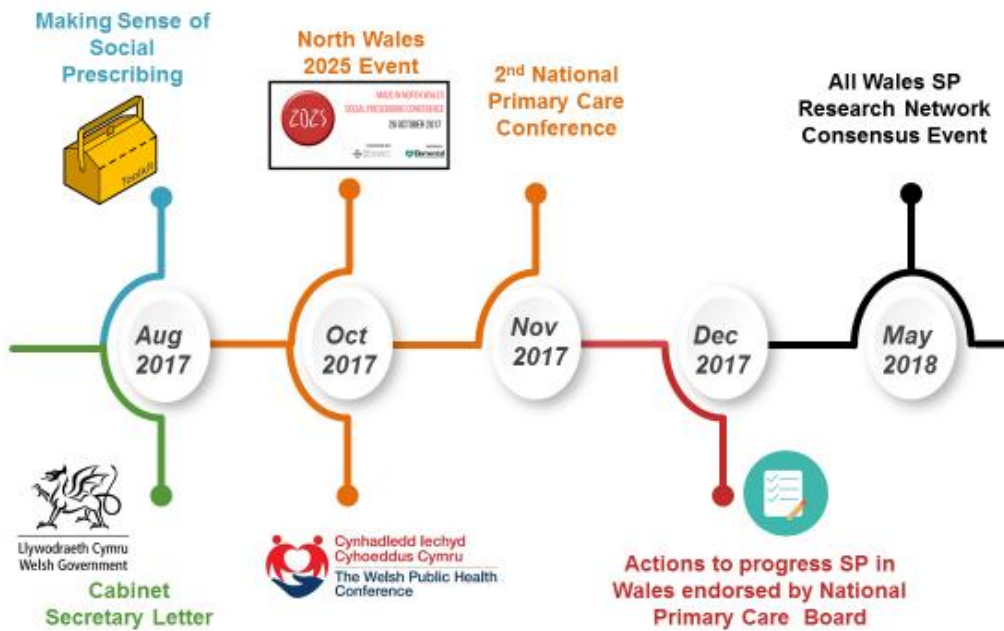 Making Sense of
Social
Prescribing
Toolkit
North Wales
2025 Event
2025
MADE IN NORTH WALES
SOCIAL PRESCRIBING CONFERENCE
26 OCTOBER 2017
Elemental
2nd National
Primary Care
Conference
All Wales SP
Research Network
Consensus Event
Aug
2017
Oct
2017
Nov
2017
Dec
2017
May
2018
Llywodraeth Cymru
Welsh Government
Cabinet
Secretary Letter
Cynhadledd Iechyd
Cyhoeddus Cymru
The Welsh Public Health
Conference
Actions to progress SP in
Wales endorsed by National
Primary Care Board